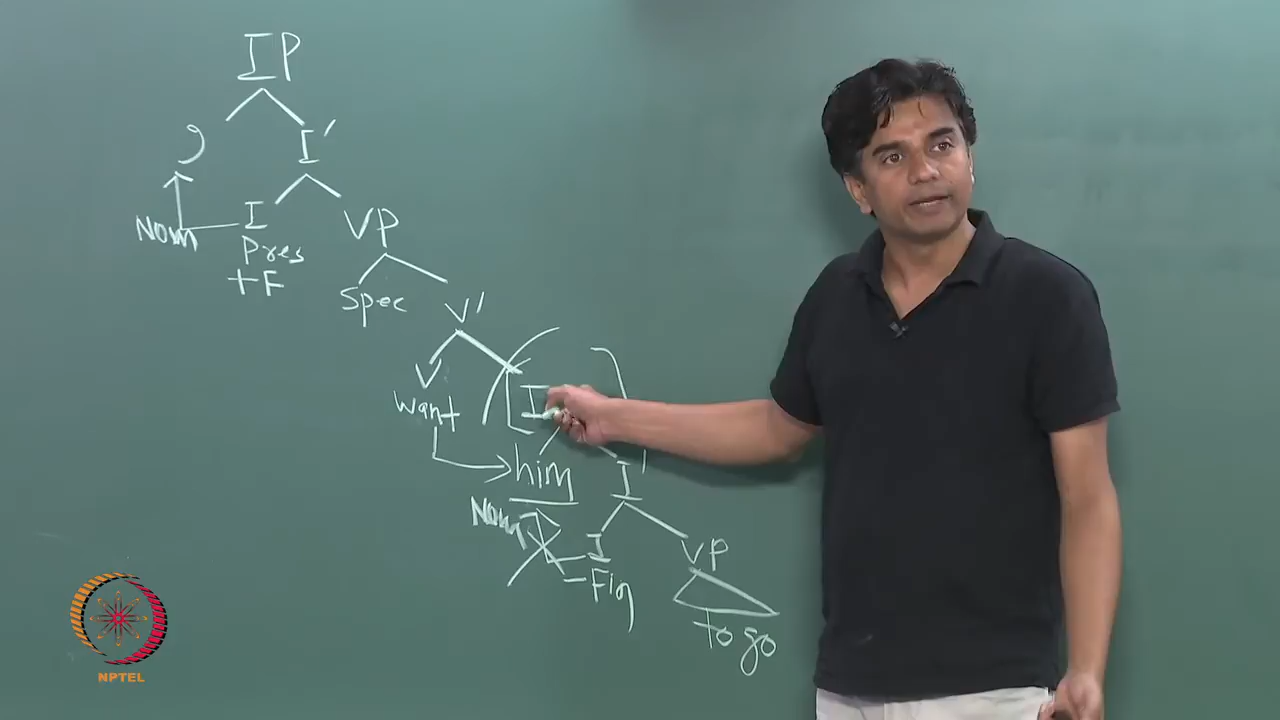 IP
I'
Nom I VP
Pres
+F
Spec V'
V
want I
him I'
Nom
I VP
-Fin
to go
NPTEL